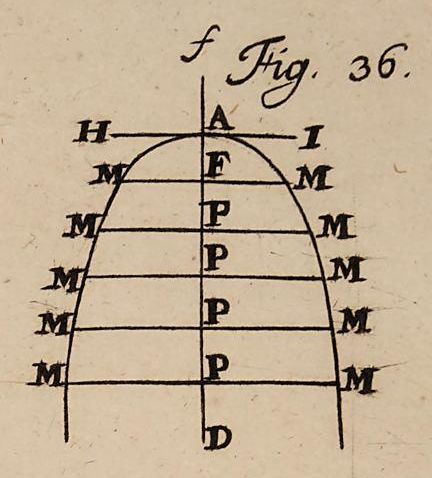 f Fig. 36.
H A I
M F M
M P M
M P M
M P M
M P M
D